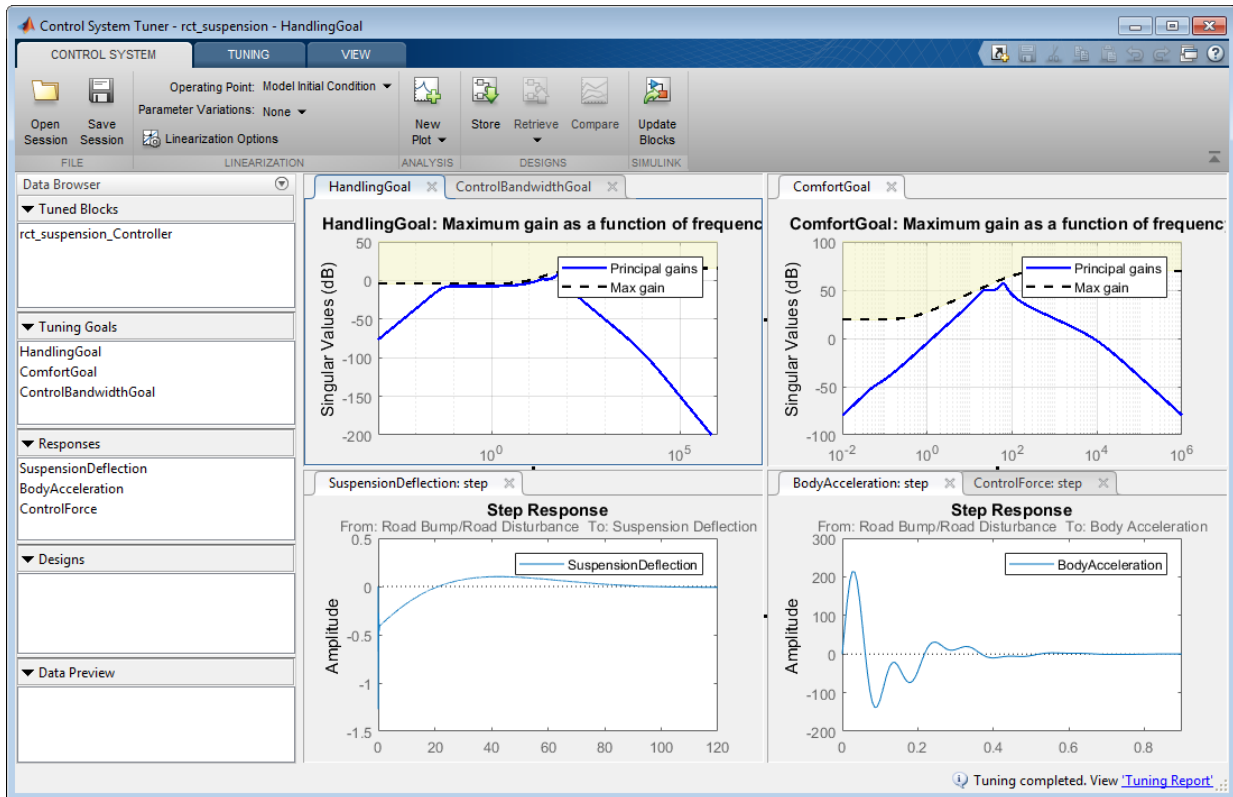 Control System Tuner - rct_suspension - HandlingGoal
CONTROL SYSTEM TUNING VIEW
Operating Point: Model Initial Condition
Parameter Variations: None
Linearization Options
Open Session
Save Session
New Plot
Store
Retrieve
Compare
Update Blocks
FILE LINEARIZATION ANALYSIS DESIGNS SIMULINK
Data Browser
Tuned Blocks
rct_suspension_Controller
Tuning Goals
HandlingGoal
ComfortGoal
ControlBandwidthGoal
Responses
SuspensionDeflection
BodyAcceleration
ControlForce
Designs
Data Preview
HandlingGoal ControlBandwidthGoal
HandlingGoal: Maximum gain as a function of frequenc
Singular Values (dB)
50
0
-50
-100
-150
-200
10^0 10^5
Principal gains
Max gain
ComfortGoal
ComfortGoal: Maximum gain as a function of frequenc
Singular Values (dB)
100
50
0
-50
-100
10^-2 10^0 10^2 10^4 10^6
Principal gains
Max gain
SuspensionDeflection: step
Step Response
From: Road Bump/Road Disturbance To: Suspension Deflection
Amplitude
0.5
0
-0.5
-1
-1.5
0 20 40 60 80 100 120
SuspensionDeflection
BodyAcceleration: step ControlForce: step
Step Response
From: Road Bump/Road Disturbance To: Body Acceleration
Amplitude
300
200
100
0
-100
-200
0 0.2 0.4 0.6 0.8
BodyAcceleration
Tuning completed. View 'Tuning Report'